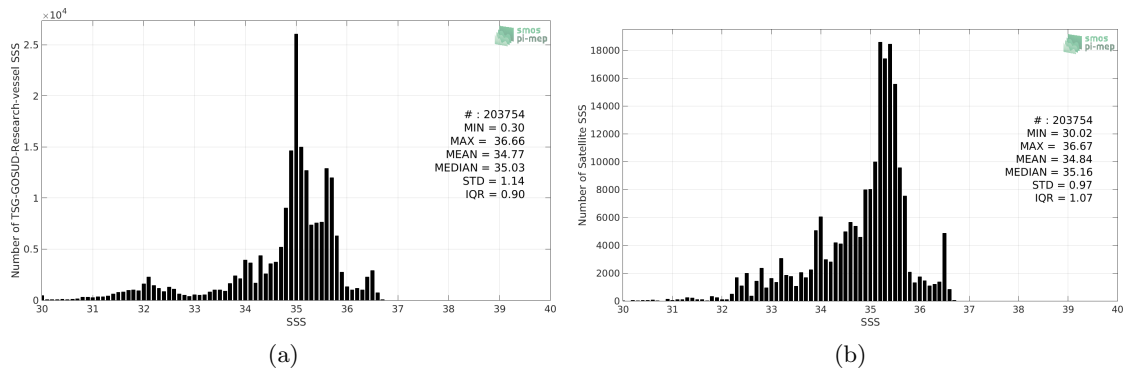 ×10⁴
2.5
2
1.5
1
0.5
0
Number of TSG-GOSUD-Research-vessel SSS
30 31 32 33 34 35 36 37 38 39 40
SSS
smos
pi-mep
# : 203754
MIN = 0.30
MAX = 36.66
MEAN = 34.77
MEDIAN = 35.03
STD = 1.14
IQR = 0.90
(a)
18000
16000
14000
12000
10000
8000
6000
4000
2000
0
Number of Satellite SSS
30 31 32 33 34 35 36 37 38 39 40
SSS
smos
pi-mep
# : 203754
MIN = 30.02
MAX = 36.67
MEAN = 34.84
MEDIAN = 35.16
STD = 0.97
IQR = 1.07
(b)